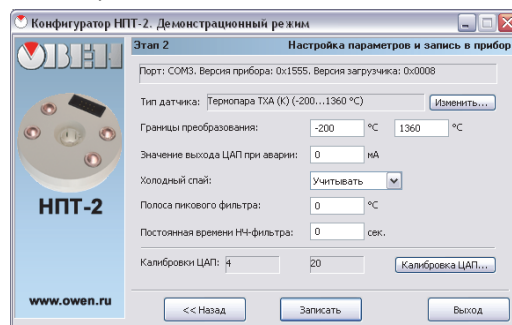 Конфигуратор НПТ-2. Демонстрационный режим
ОВЕН
Этап 2 Настройка параметров и запись в прибор
Порт: COM3. Версия прибора: 0x1555. Версия загрузчика: 0x0008
Тип датчика: Термопара ТХА (K) (-200...1360 °C) Изменить...
Границы преобразования: -200 °C 1360 °C
Значение выхода ЦАП при аварии: 0 мА
Холодный спай: Учитывать
Полоса пикового фильтра: 0 °C
Постоянная времени НЧ-фильтра: 0 сек.
Калибровки ЦАП: 4 20 Калибровка ЦАП...
НПТ-2
www.owen.ru
<< Назад Записать Выход